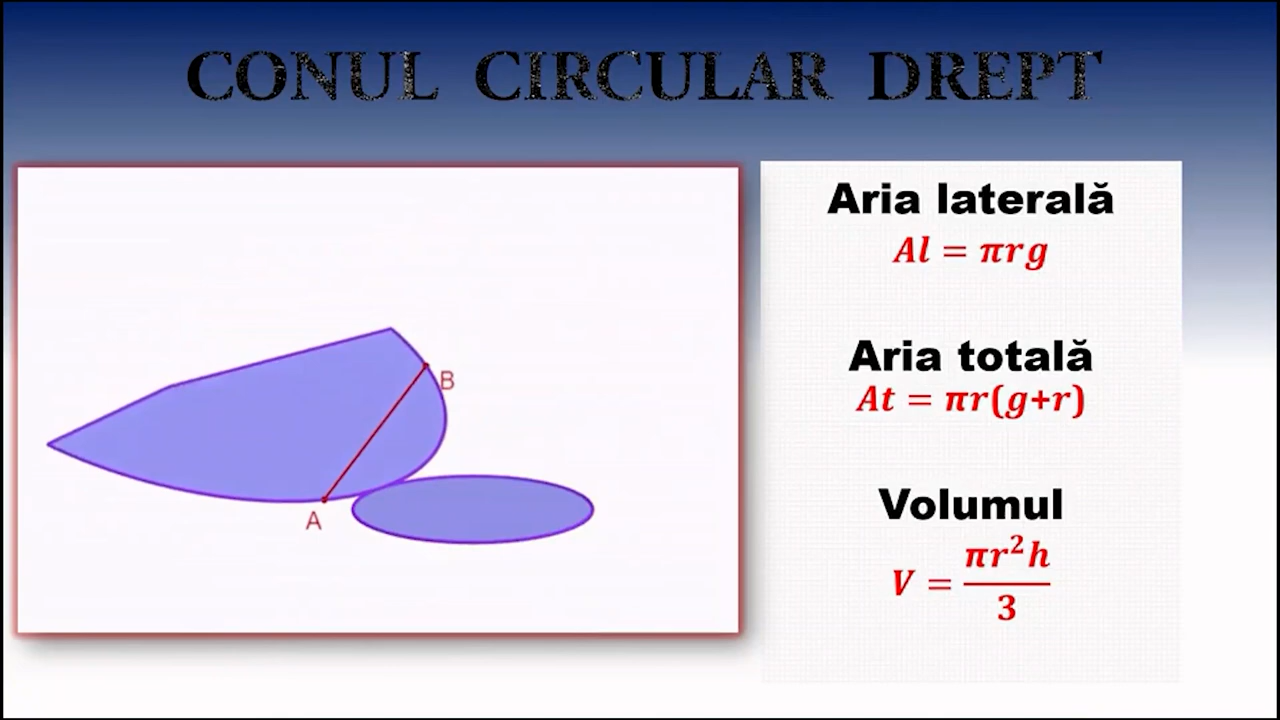 CONUL CIRCULAR DREPT
B
A
Aria laterală
Al = πrg
Aria totală
At = πr(g+r)
Volumul
V = πr²h / 3